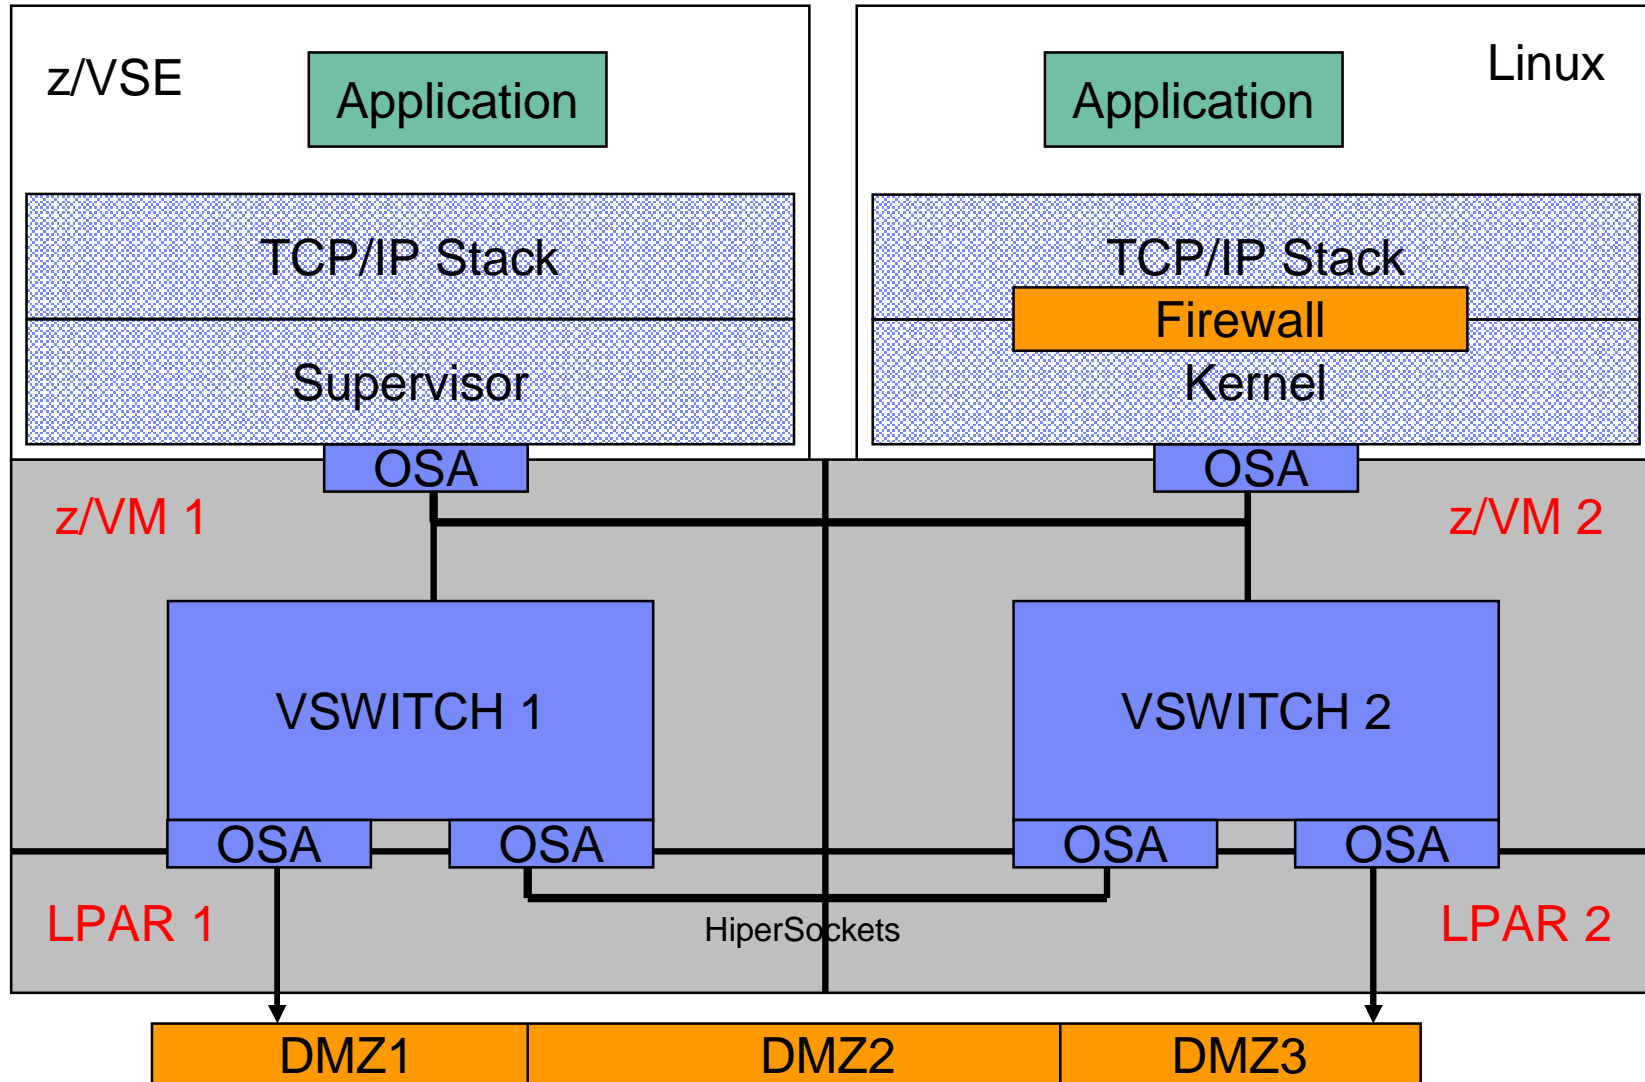 z/VSE
Application
TCP/IP Stack
Supervisor
OSA
Linux
Application
TCP/IP Stack
Firewall
Kernel
OSA
z/VM 1
z/VM 2
VSWITCH 1
VSWITCH 2
OSA
OSA
OSA
OSA
LPAR 1
HiperSockets
LPAR 2
DMZ1
DMZ2
DMZ3